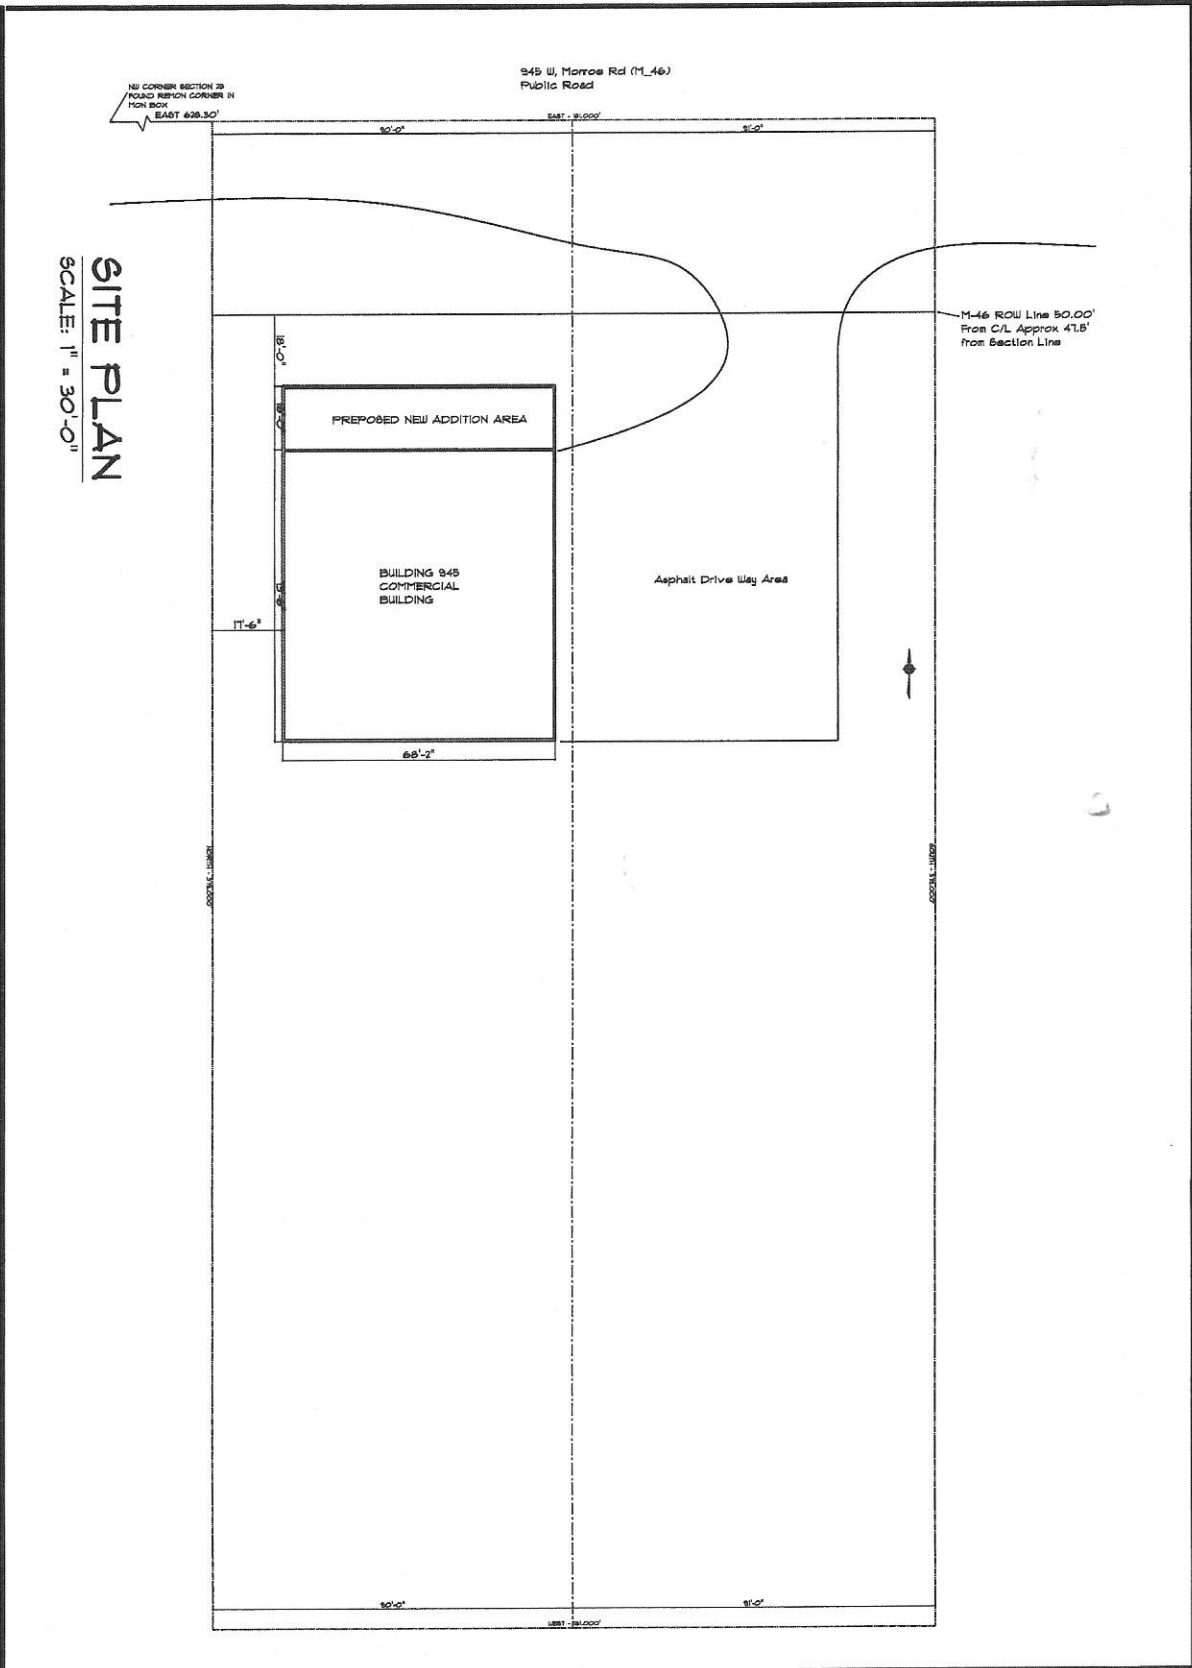 945 W, Monroe Rd (M_46)
Public Road
NW CORNER SECTION 29
FOUND REMON CORNER IN
MON BOX
EAST 628.30'
90'-0"
91'-0"
SITE PLAN
SCALE: 1" = 30'-0"
M-46 ROW Line 50.00'
From C/L Approx 47.5'
from Section Line
18'-0"
PREPOSED NEW ADDITION AREA
BUILDING 945
COMMERCIAL
BUILDING
Asphalt Drive Way Area
17'-6"
68'-2"
90'-0"
91'-0"